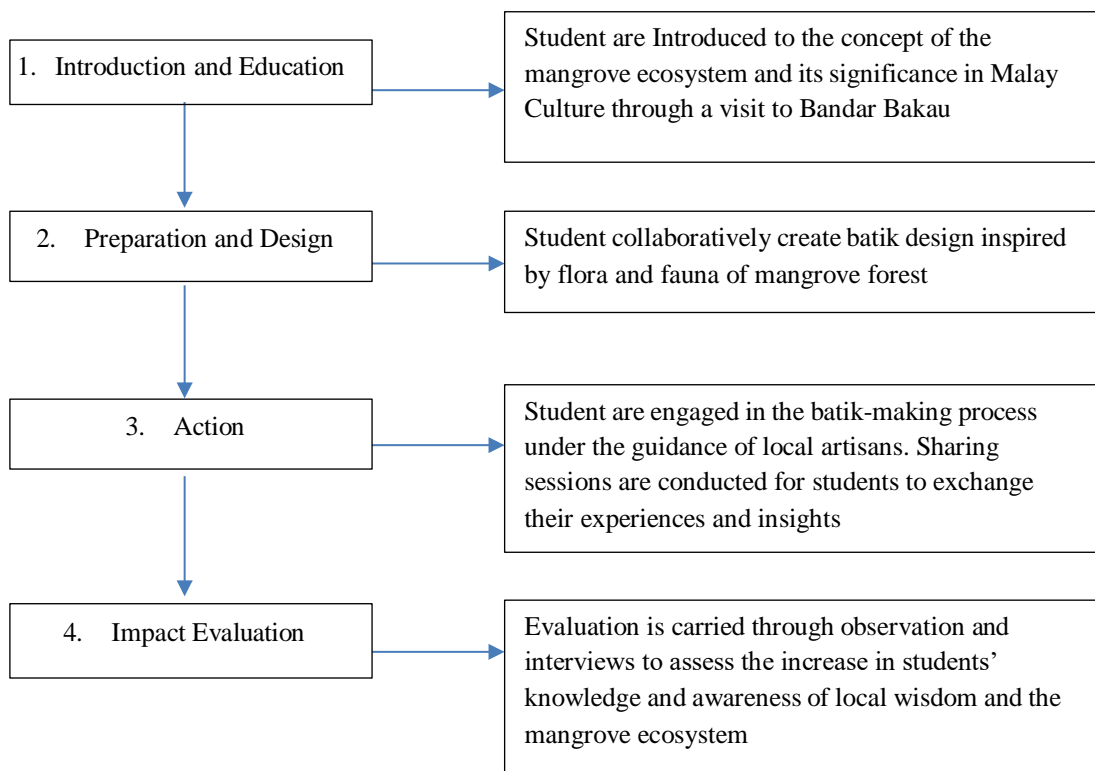 1. Introduction and Education
Student are Introduced to the concept of the
mangrove ecosystem and its significance in Malay
Culture through a visit to Bandar Bakau
2. Preparation and Design
Student collaboratively create batik design inspired
by flora and fauna of mangrove forest
3. Action
Student are engaged in the batik-making process
under the guidance of local artisans. Sharing
sessions are conducted for students to exchange
their experiences and insights
4. Impact Evaluation
Evaluation is carried through observation and
interviews to assess the increase in students’
knowledge and awareness of local wisdom and the
mangrove ecosystem